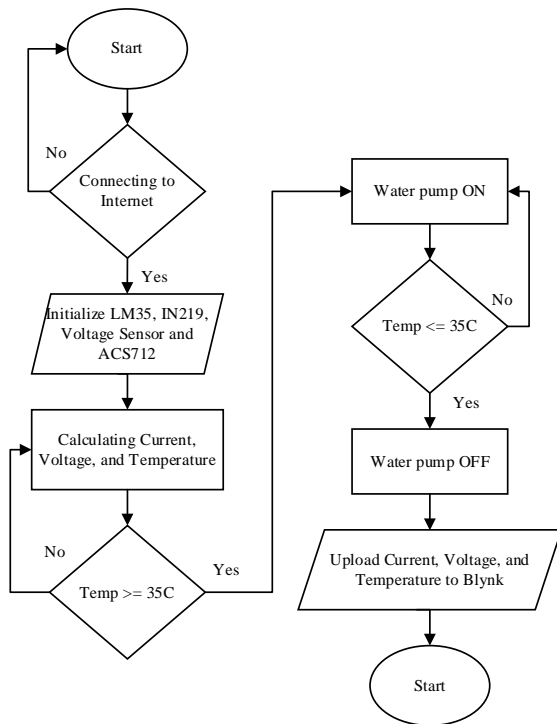 Start
No
Connecting to
Internet
Yes
Initialize LM35, IN219,
Voltage Sensor and
ACS712
Calculating Current,
Voltage, and Temperature
No
Temp >= 35C
Yes
Water pump ON
Temp <= 35C
No
Yes
Water pump OFF
Upload Current, Voltage, and
Temperature to Blynk
Start